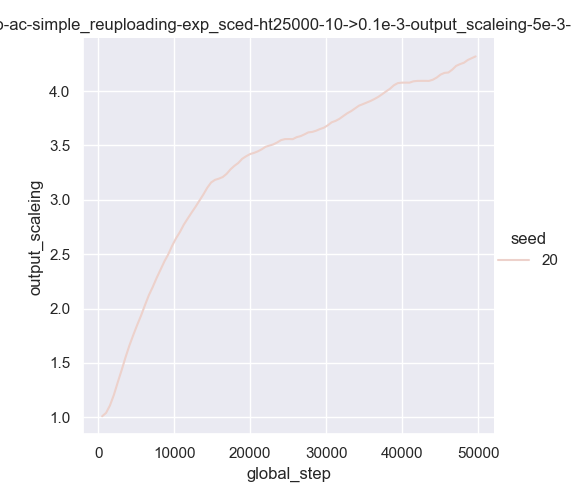 o-ac-simple_reuploading-exp_sced-ht25000-10->0.1e-3-output_scaleing-5e-3-
4.0
3.5
3.0
2.5
2.0
1.5
1.0
output_scaleing
0 10000 20000 30000 40000 50000
global_step
seed
20